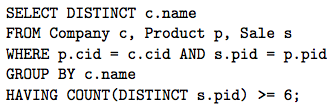 SELECT DISTINCT c.name
FROM Company c, Product p, Sale s
WHERE p.cid = c.cid AND s.pid = p.pid
GROUP BY c.name
HAVING COUNT(DISTINCT s.pid) >= 6;